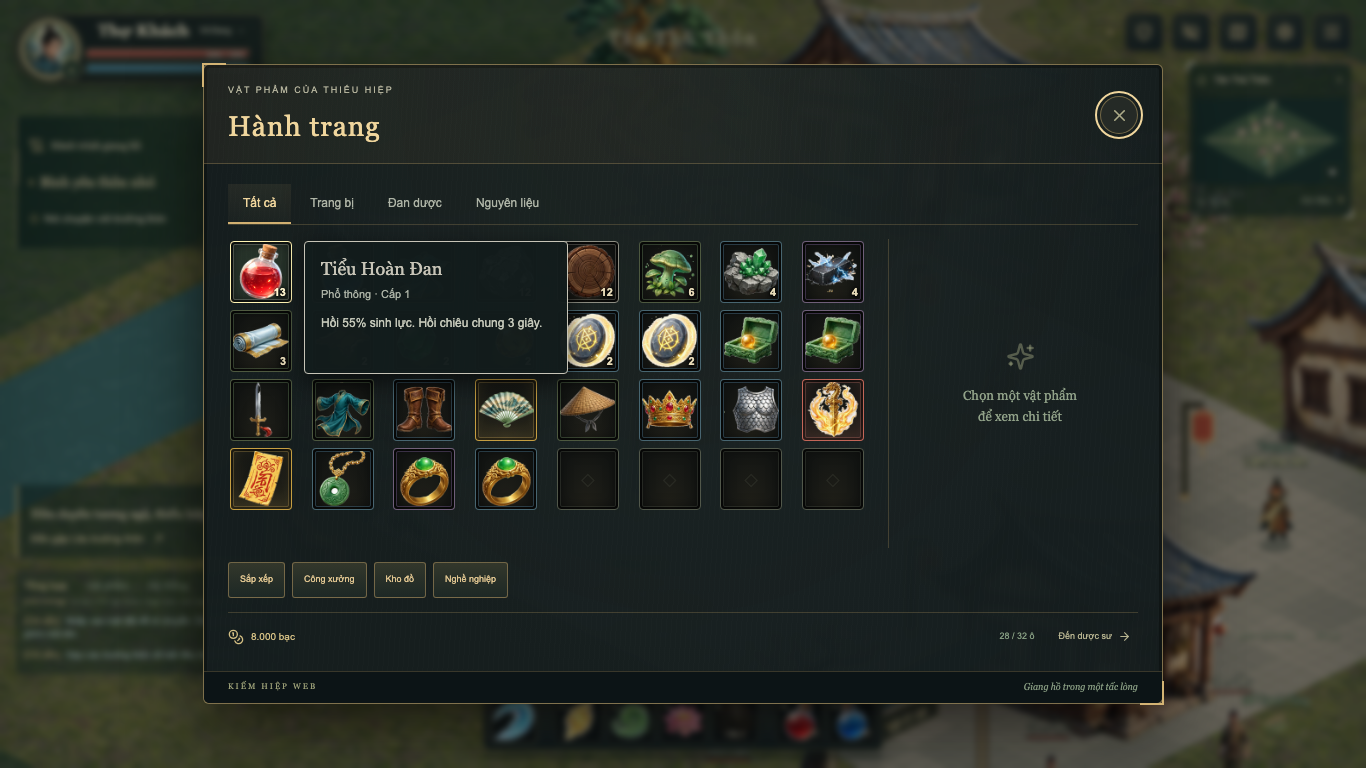 Thợ Khách
VẬT PHẨM CỦA THIẾU HIỆP
Hành trang
Tất cả
Trang bị
Đan dược
Nguyên liệu
13
Tiểu Hoàn Đan
Phổ thông · Cấp 1
Hồi 55% sinh lực. Hồi chiêu chung 3 giây.
12
6
4
4
3
2
2
Chọn một vật phẩm
để xem chi tiết
Sắp xếp
Công xưởng
Kho đồ
Nghề nghiệp
8.000 bạc
28 / 32 ô
Đến dược sư
KIẾM HIỆP WEB
Giang hồ trong một tấc lòng